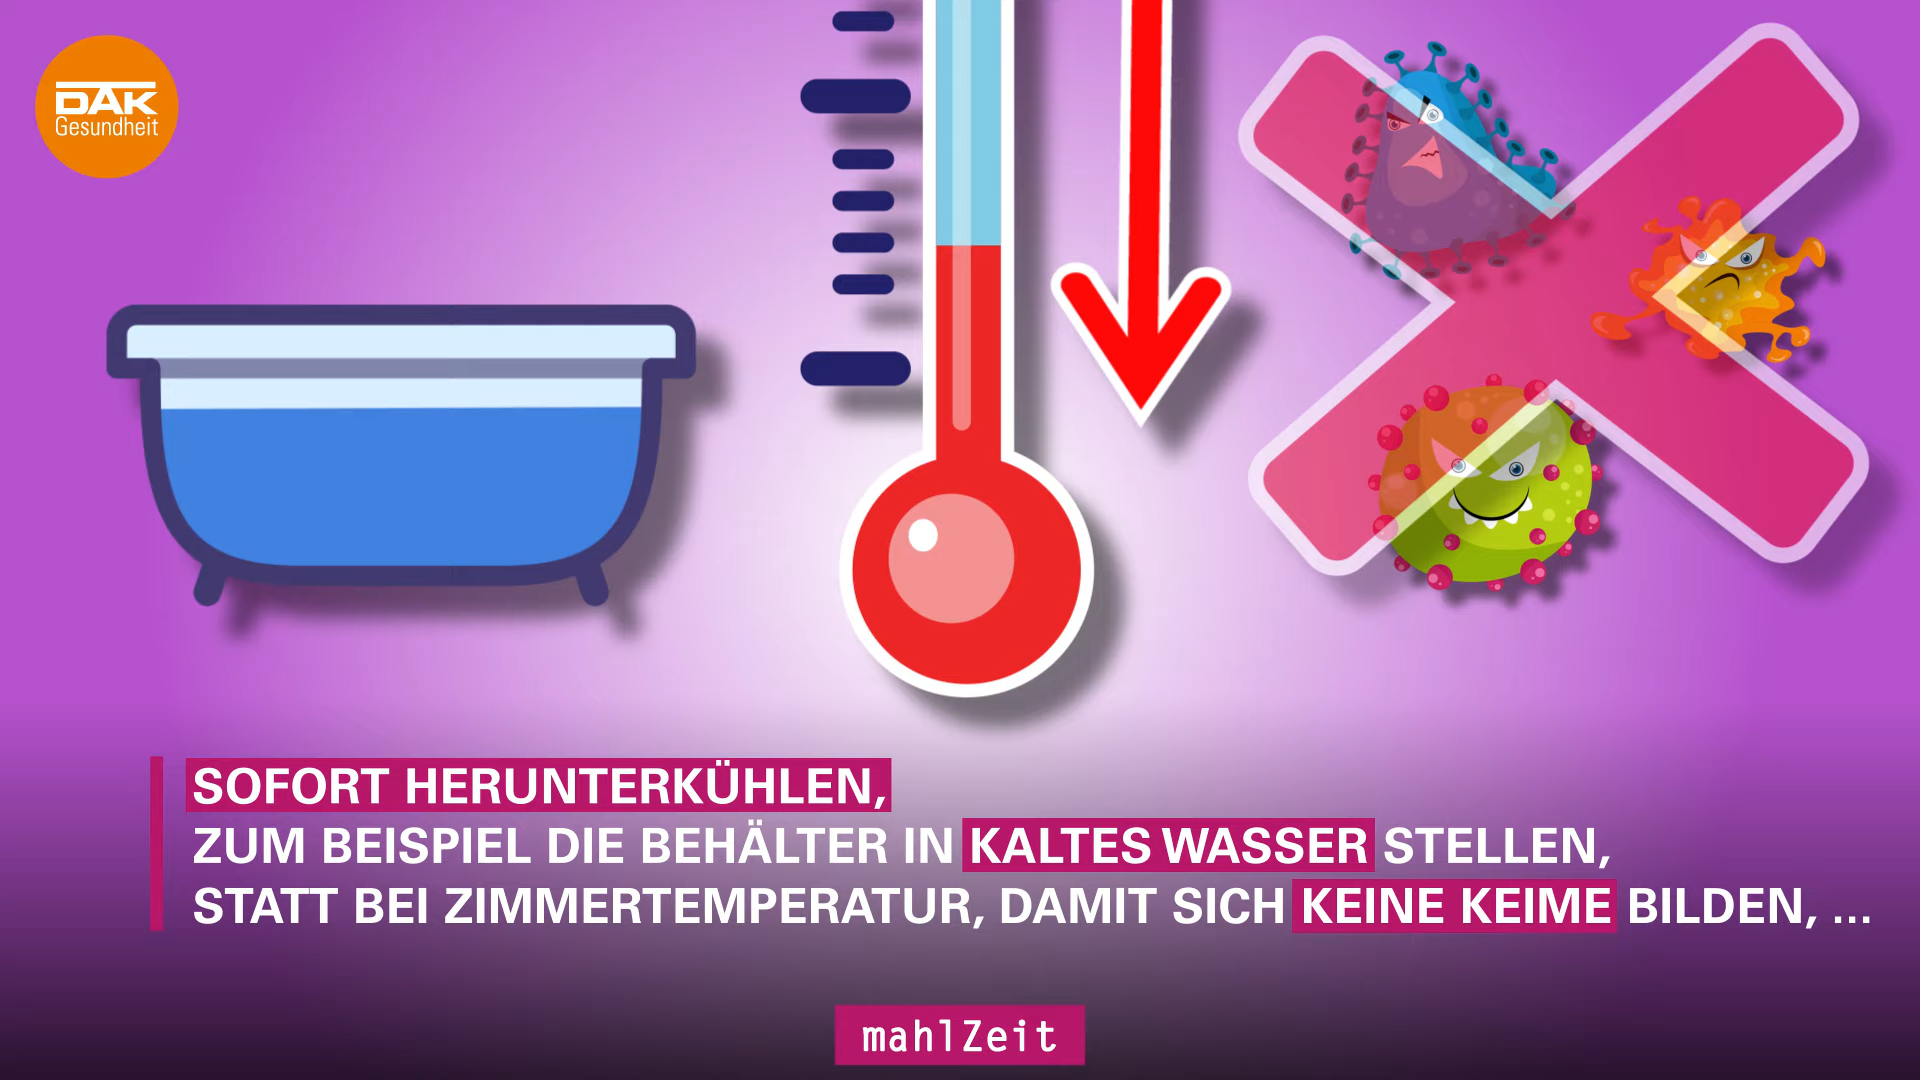 DAK
Gesundheit
SOFORT HERUNTERKÜHLEN,
ZUM BEISPIEL DIE BEHÄLTER IN KALTES WASSER STELLEN,
STATT BEI ZIMMERTEMPERATUR, DAMIT SICH KEINE KEIME BILDEN, ...
mahlZeit